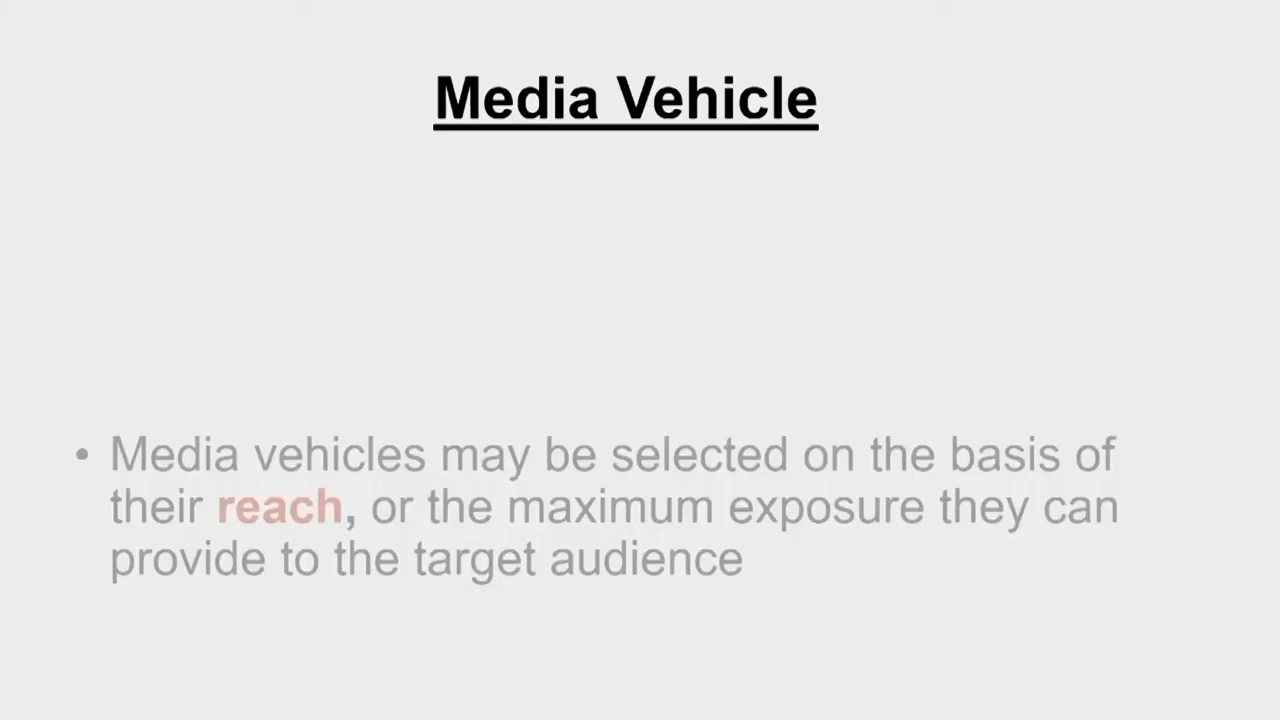 Media Vehicle
• Media vehicles may be selected on the basis of
their reach, or the maximum exposure they can
provide to the target audience